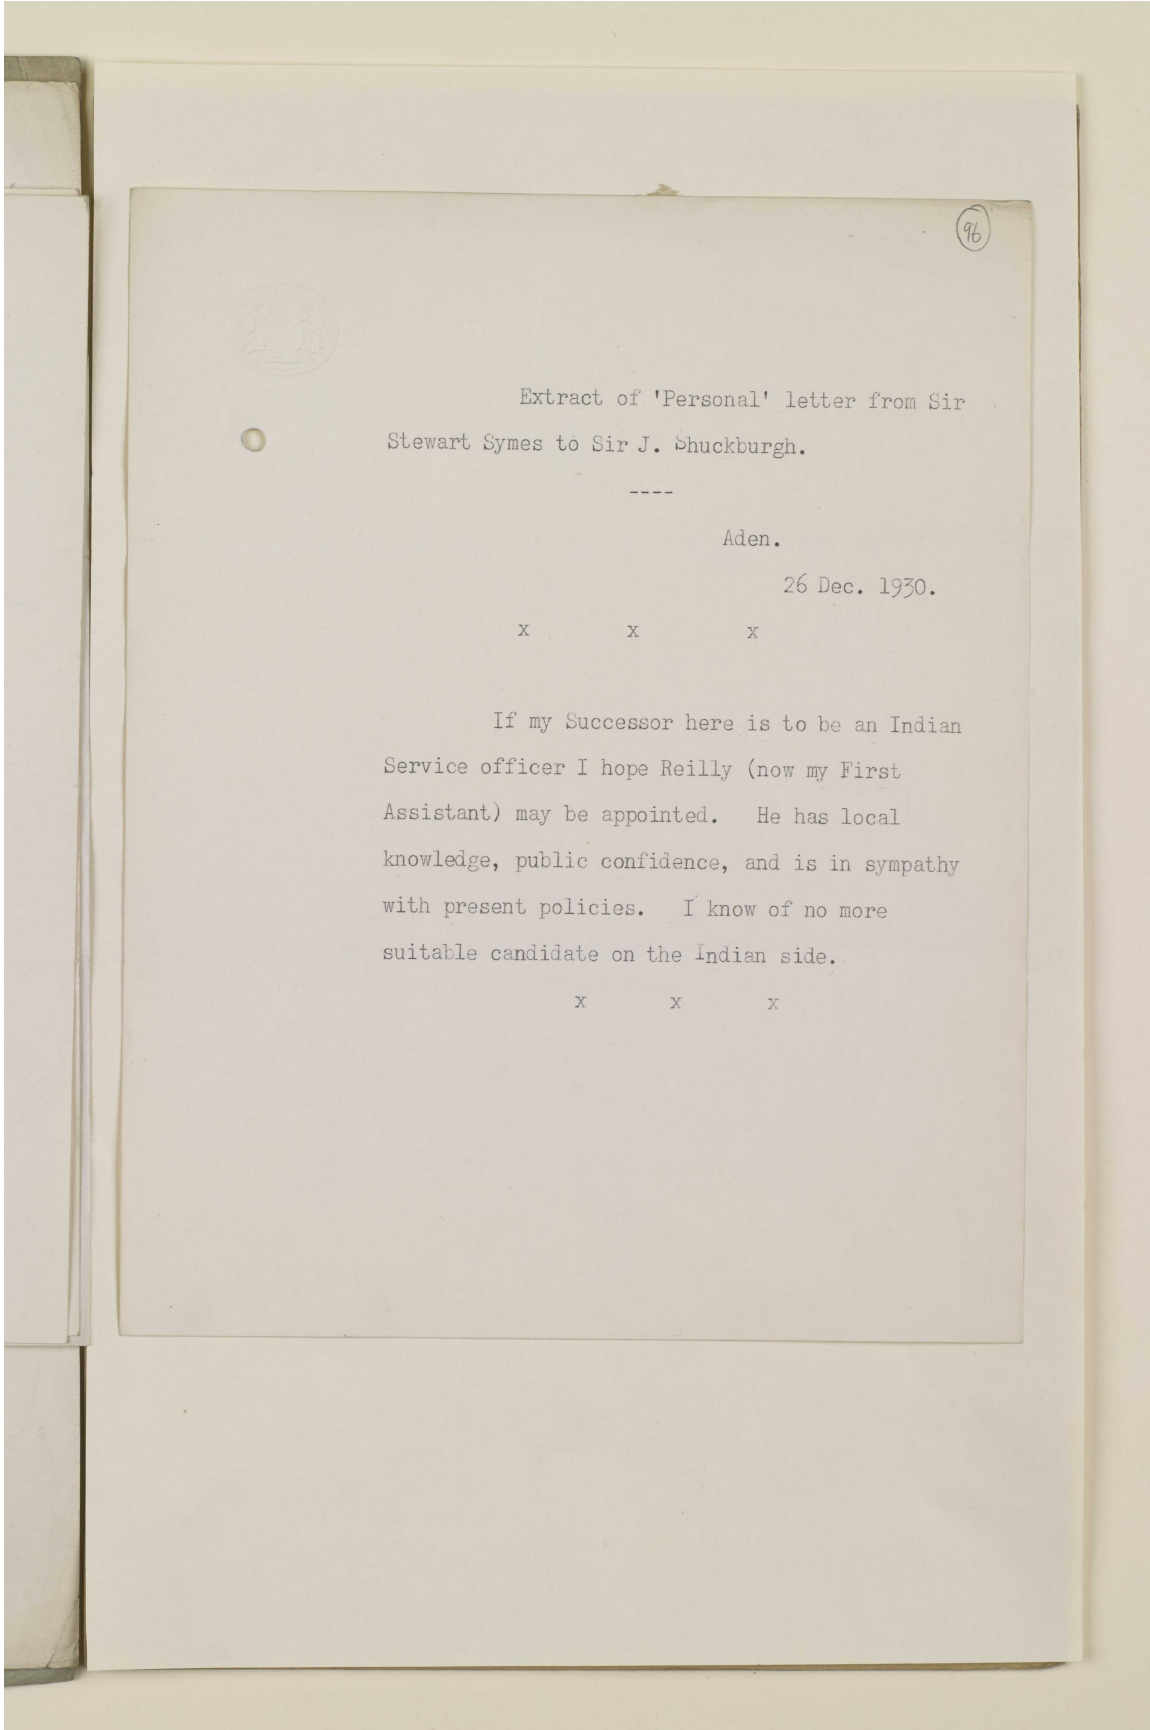 96
Extract of 'Personal' letter from Sir
Stewart Symes to Sir J. Shuckburgh.
----
Aden.
26 Dec. 1930.
x x x
If my Successor here is to be an Indian
Service officer I hope Reilly (now my First
Assistant) may be appointed. He has local
knowledge, public confidence, and is in sympathy
with present policies. I know of no more
suitable candidate on the Indian side.
x x x